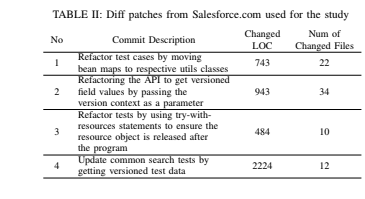 TABLE II: Diff patches from Salesforce.com used for the study
No Commit Description Changed LOC Num of Changed Files
1 Refactor test cases by moving
bean maps to respective utils classes 743 22
2 Refactoring the API to get versioned
field values by passing the
version context as a parameter 943 34
3 Refactor tests by using try-with-
resources statements to ensure the
resource object is released after
the program 484 10
4 Update common search tests by
getting versioned test data 2224 12